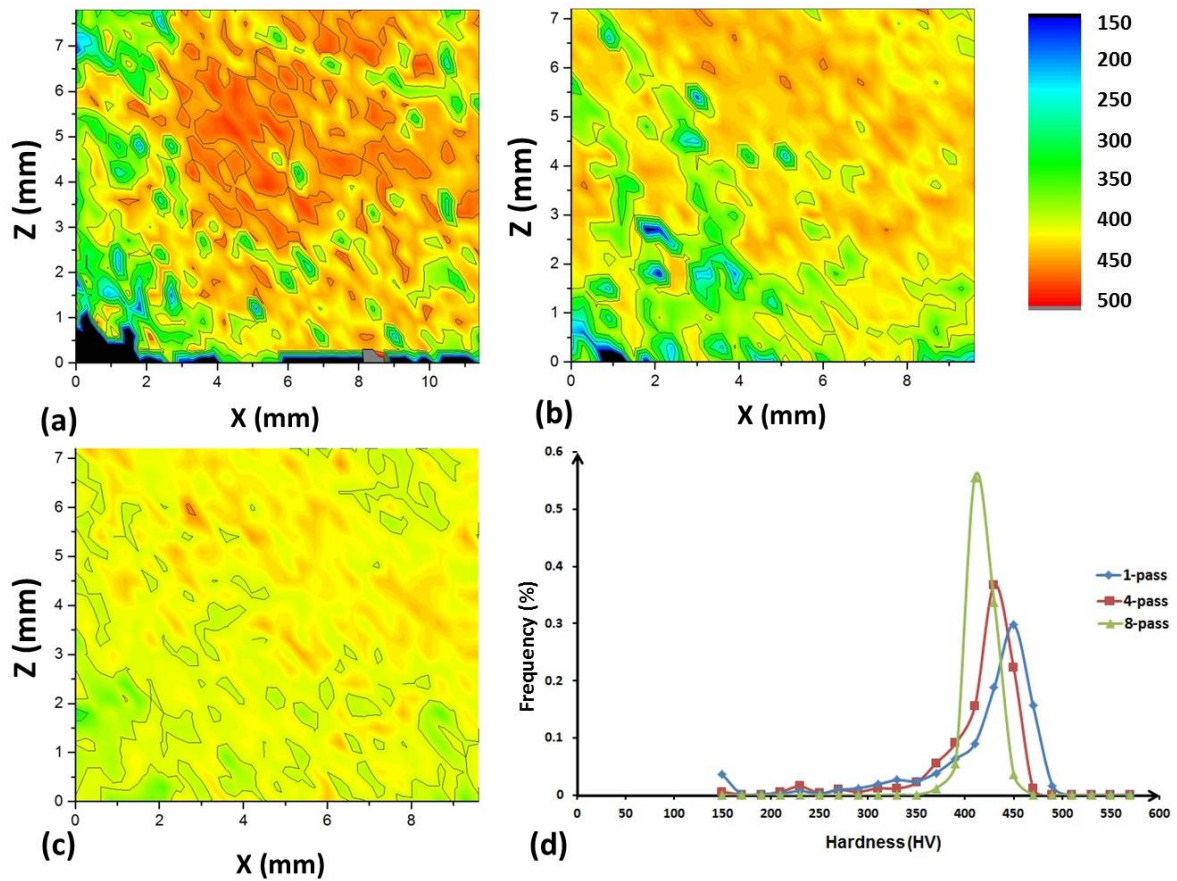 7
6
5
4
3
2
1
0
Z (mm)
0 2 4 6 8 10
(a) X (mm)
7
6
5
4
3
2
1
0
Z (mm)
0 2 4 6 8
(b) X (mm)
150
200
250
300
350
400
450
500
7
6
5
4
3
2
1
0
Z (mm)
0 2 4 6 8
(c) X (mm)
0.6
0.5
0.4
0.3
0.2
0.1
0
Frequency (%)
1-pass
4-pass
8-pass
0 50 100 150 200 250 300 350 400 450 500 550 600
(d) Hardness (HV)